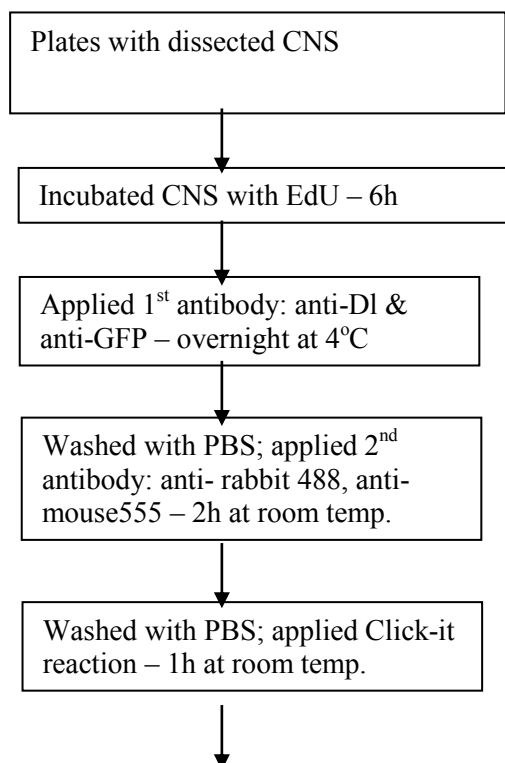 Plates with dissected CNS
Incubated CNS with EdU – 6h
Applied 1st antibody: anti-Dl &
anti-GFP – overnight at 4°C
Washed with PBS; applied 2nd
antibody: anti- rabbit 488, anti-
mouse555 – 2h at room temp.
Washed with PBS; applied Click-it
reaction – 1h at room temp.